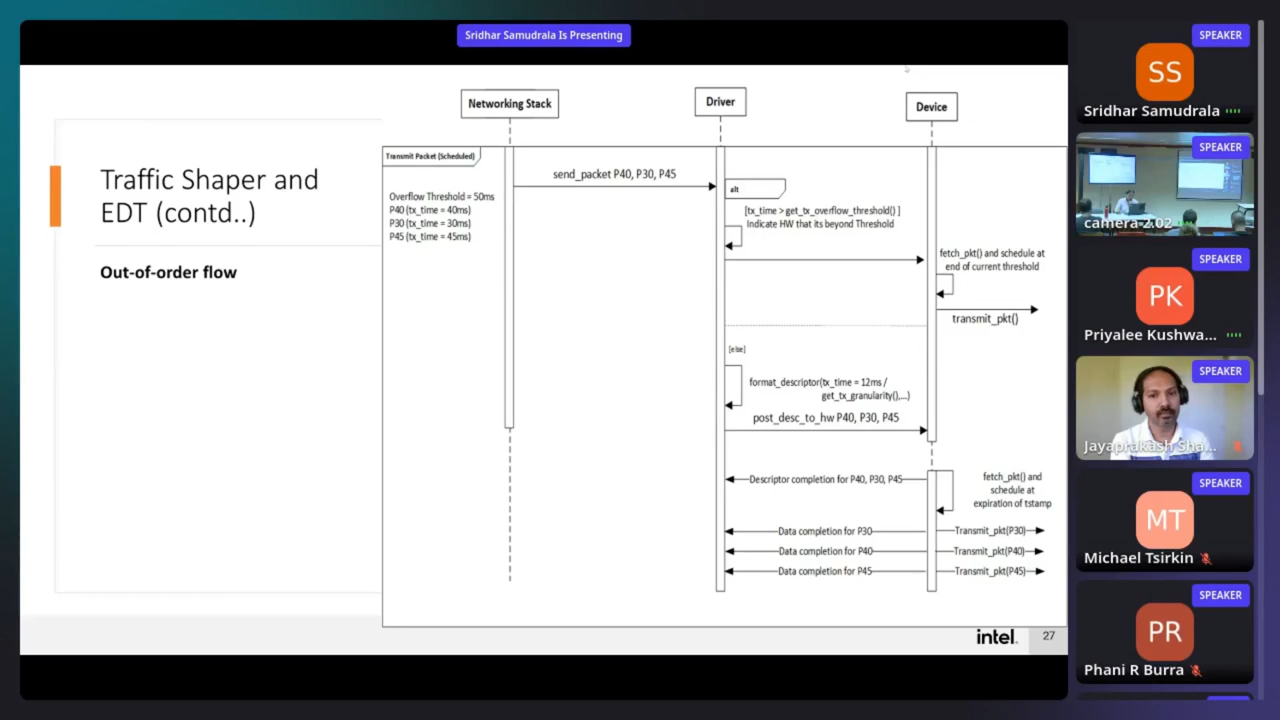 Sridhar Samudrala Is Presenting
Traffic Shaper and
EDT (contd..)
Out-of-order flow
Networking Stack
Driver
Device
Transmit Packet (Scheduled)
Overflow Threshold = 50ms
P40 (tx_time = 40ms)
P30 (tx_time = 30ms)
P45 (tx_time = 45ms)
send_packet P40, P30, P45
alt
[tx_time > get_tx_overflow_threshold() ]
Indicate HW that its beyond Threshold
fetch_pkt() and schedule at
end of current threshold
transmit_pkt()
[else]
format_descriptor(tx_time = 12ms /
get_tx_granularity(),...)
post_desc_to_hw P40, P30, P45
Descriptor completion for P40, P30, P45
fetch_pkt() and
schedule at
expiration of tstamp
Data completion for P30
Transmit_pkt(P30)
Data completion for P40
Transmit_pkt(P40)
Data completion for P45
Transmit_pkt(P45)
intel.
27
SPEAKER
SS
Sridhar Samudrala
SPEAKER
camera-2.02
SPEAKER
PK
Priyalee Kushwa...
SPEAKER
Jayaprakash Sha...
SPEAKER
MT
Michael Tsirkin
SPEAKER
PR
Phani R Burra